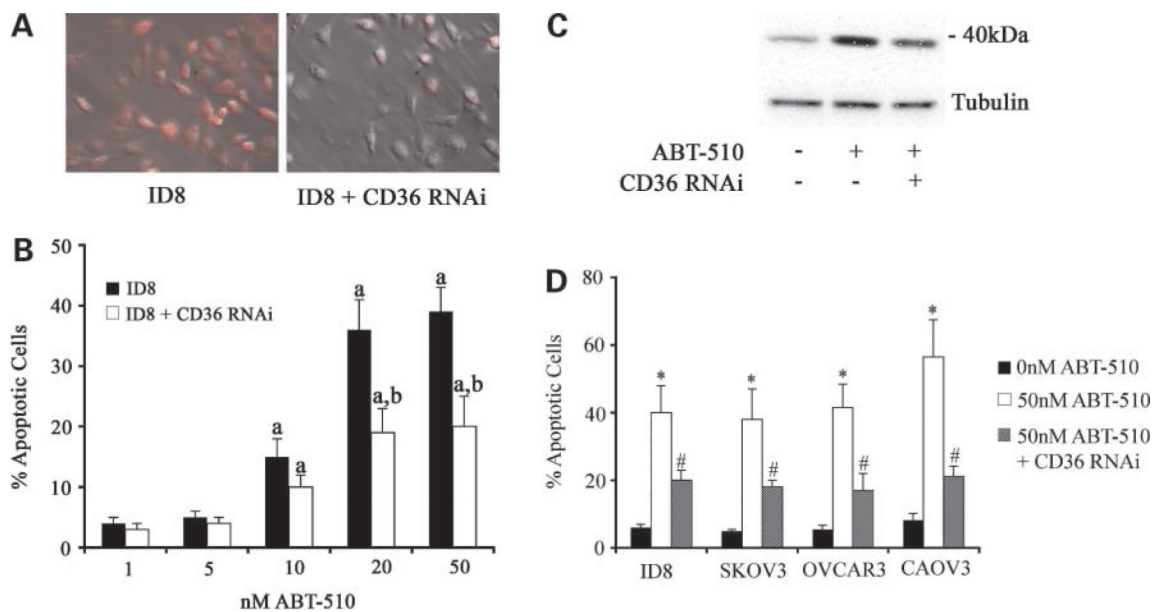 A
ID8
ID8 + CD36 RNAi
C
- 40kDa
Tubulin
ABT-510 - + +
CD36 RNAi - - +
B
50
40
30
20
10
0
% Apoptotic Cells
ID8
ID8 + CD36 RNAi
a
a
a
a,b
a
a,b
1 5 10 20 50
nM ABT-510
D
80
60
40
20
0
% Apoptotic Cells
* * * *
# # # #
ID8 SKOV3 OVCAR3 CAOV3
0nM ABT-510
50nM ABT-510
50nM ABT-510
+ CD36 RNAi